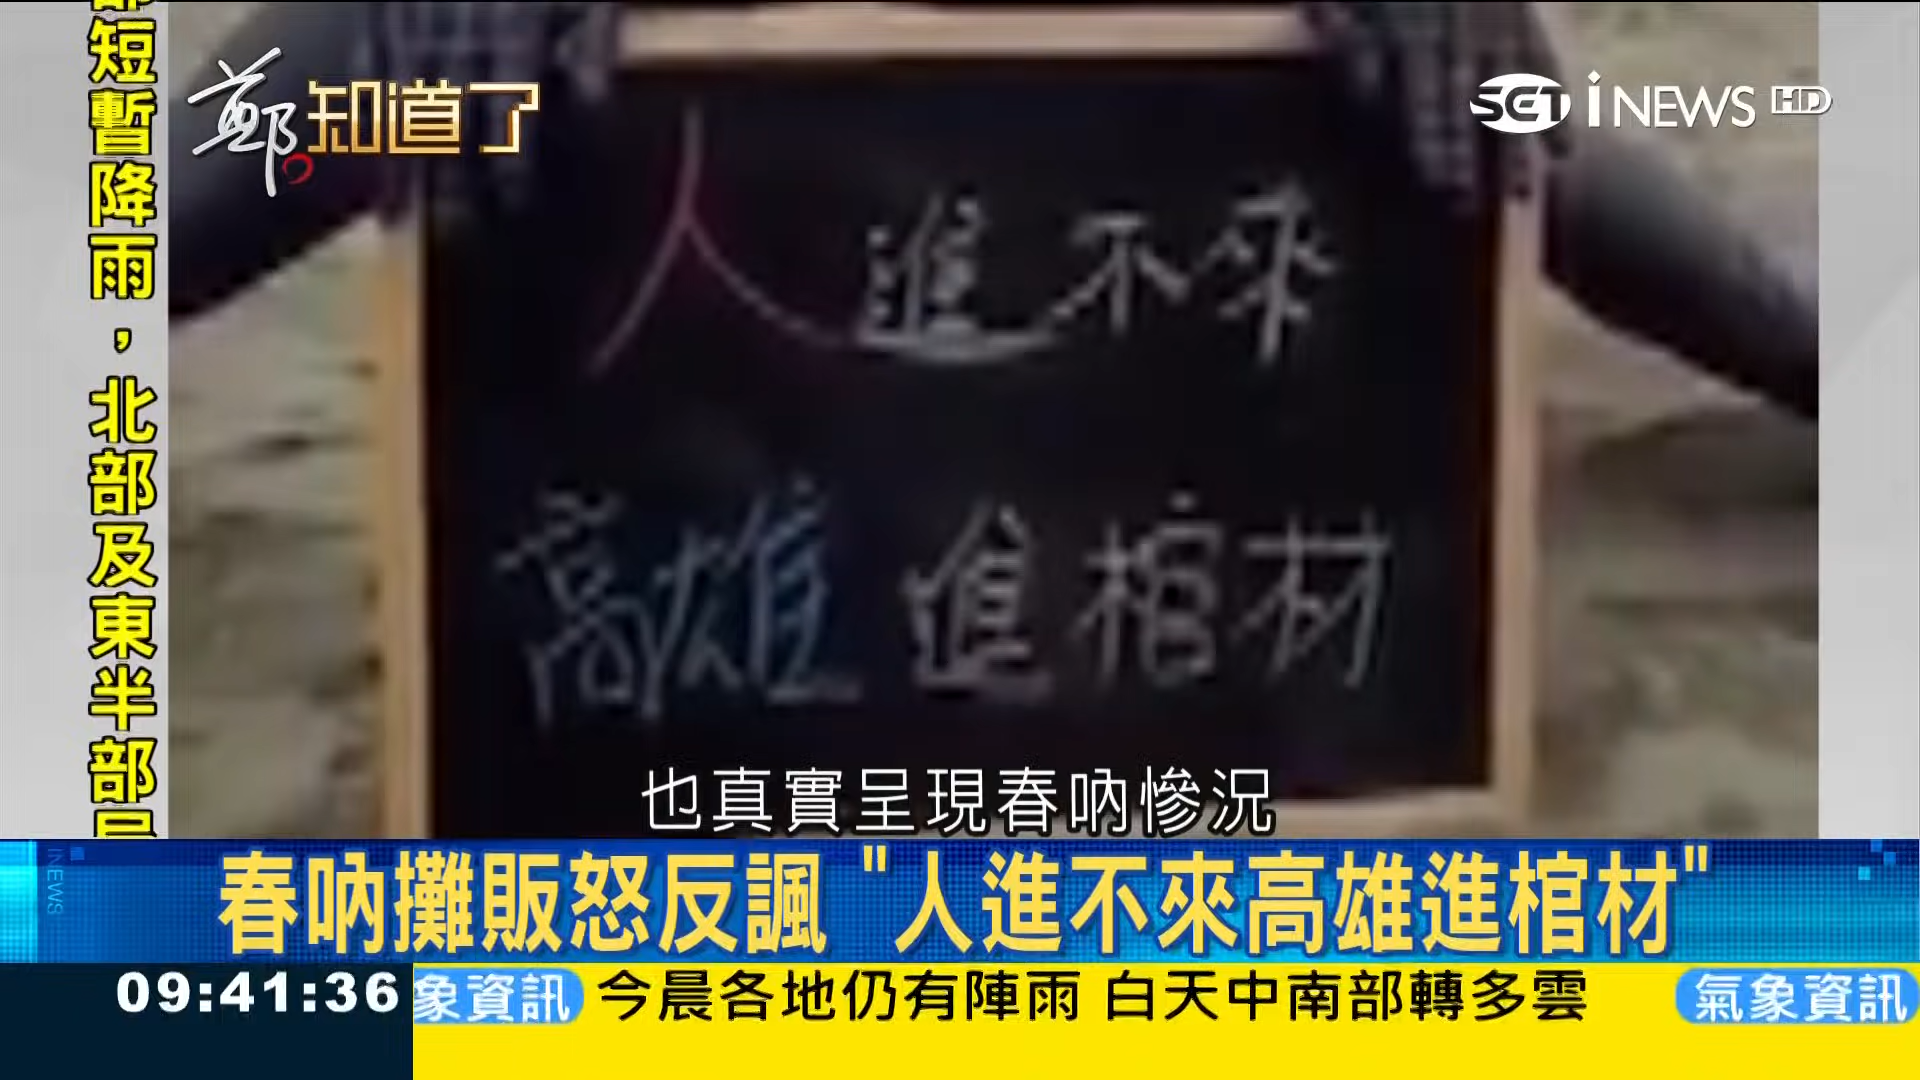 部短暫降雨，北部及東半部局
鄭知道了
SET iNEWS HD
人進不來
高雄進棺材
也真實呈現春吶慘況
iNEWS
春吶攤販怒反諷 "人進不來高雄進棺材"
09:41:36
象資訊 今晨各地仍有陣雨 白天中南部轉多雲 氣象資訊